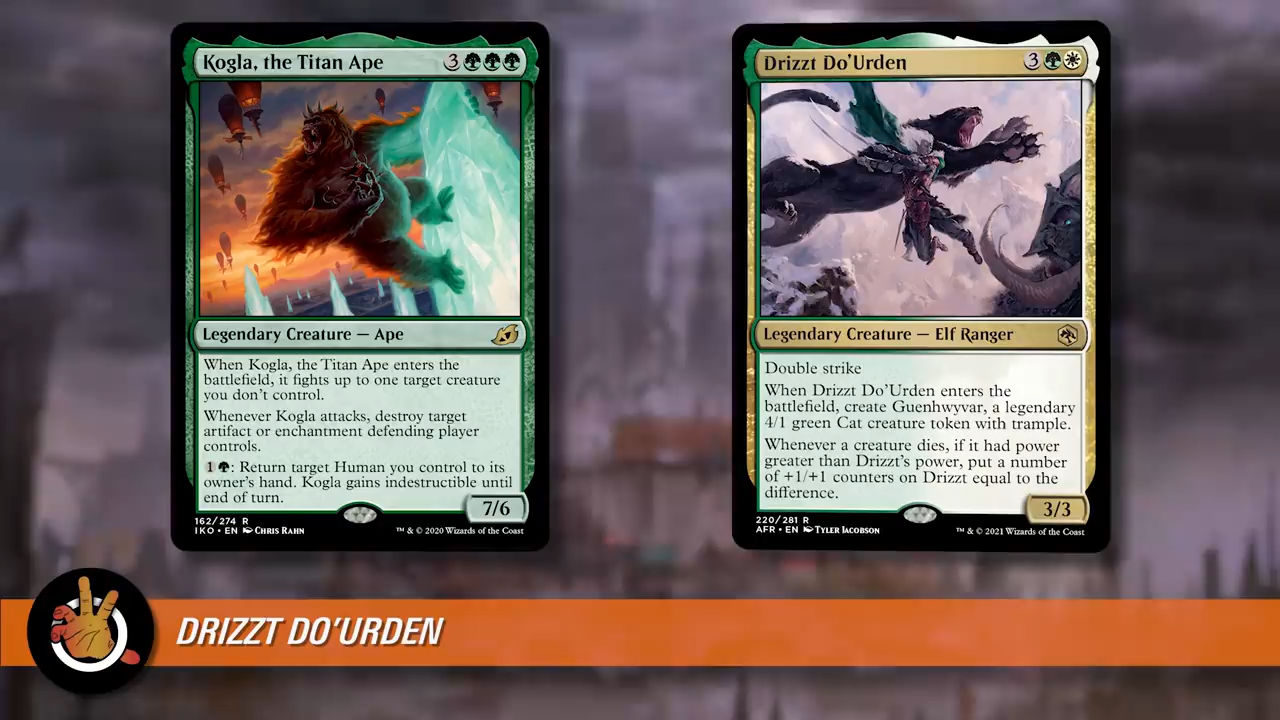 Kogla, the Titan Ape 3
Legendary Creature — Ape
When Kogla, the Titan Ape enters the
battlefield, it fights up to one target creature
you don't control.
Whenever Kogla attacks, destroy target
artifact or enchantment defending player
controls.
1 : Return target Human you control to its
owner's hand. Kogla gains indestructible until
end of turn.
7/6
162/274 R
IKO • EN Chris Rahn
™ & © 2020 Wizards of the Coast
Drizzt Do'Urden 3
Legendary Creature — Elf Ranger
Double strike
When Drizzt Do'Urden enters the
battlefield, create Guenhwyvar, a legendary
4/1 green Cat creature token with trample.
Whenever a creature dies, if it had power
greater than Drizzt's power, put a number
of +1/+1 counters on Drizzt equal to the
difference.
3/3
220/281 R
AFR • EN Tyler Jacobson
™ & © 2021 Wizards of the Coast
DRIZZT DO'URDEN